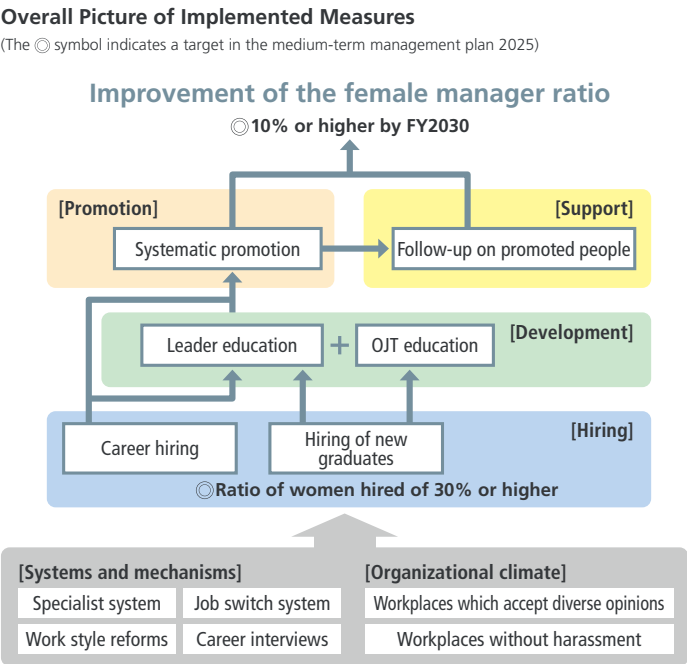 Overall Picture of Implemented Measures
(The ◎ symbol indicates a target in the medium-term management plan 2025)
Improvement of the female manager ratio
◎10% or higher by FY2030
[Promotion]
[Support]
Systematic promotion
Follow-up on promoted people
[Development]
Leader education
+
OJT education
[Hiring]
Career hiring
Hiring of new
graduates
◎Ratio of women hired of 30% or higher
[Systems and mechanisms]
Specialist system
Job switch system
Work style reforms
Career interviews
[Organizational climate]
Workplaces which accept diverse opinions
Workplaces without harassment